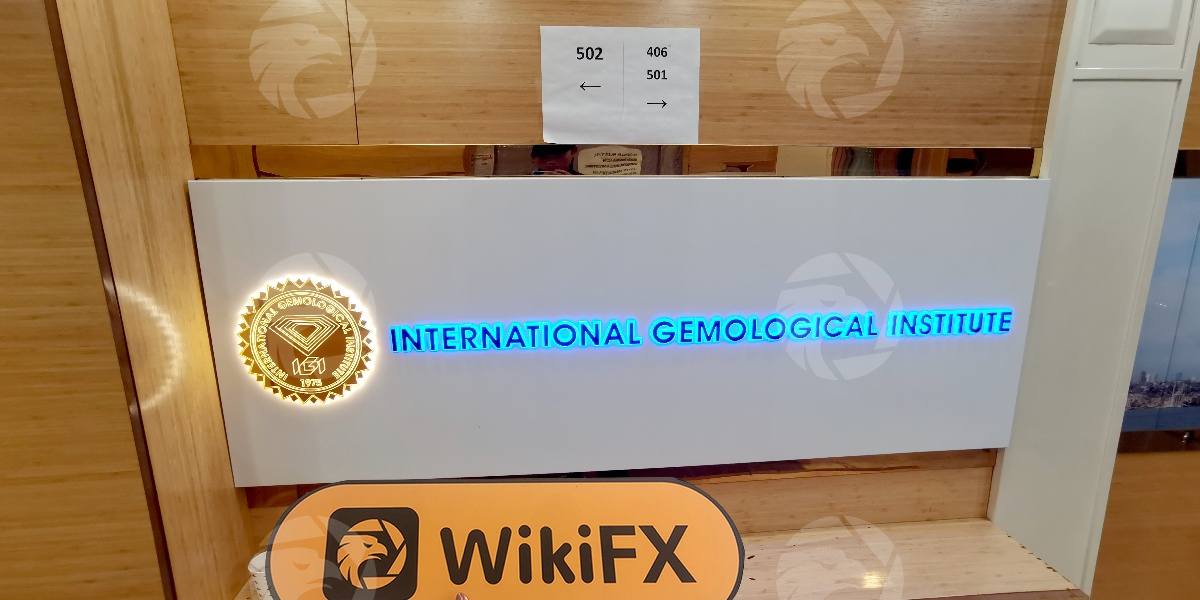 502
←
406
501
→
INTERNATIONAL GEMOLOGICAL INSTITUTE
IGI
1975
INTERNATIONAL GEMOLOGICAL INSTITUTE
WikiFX